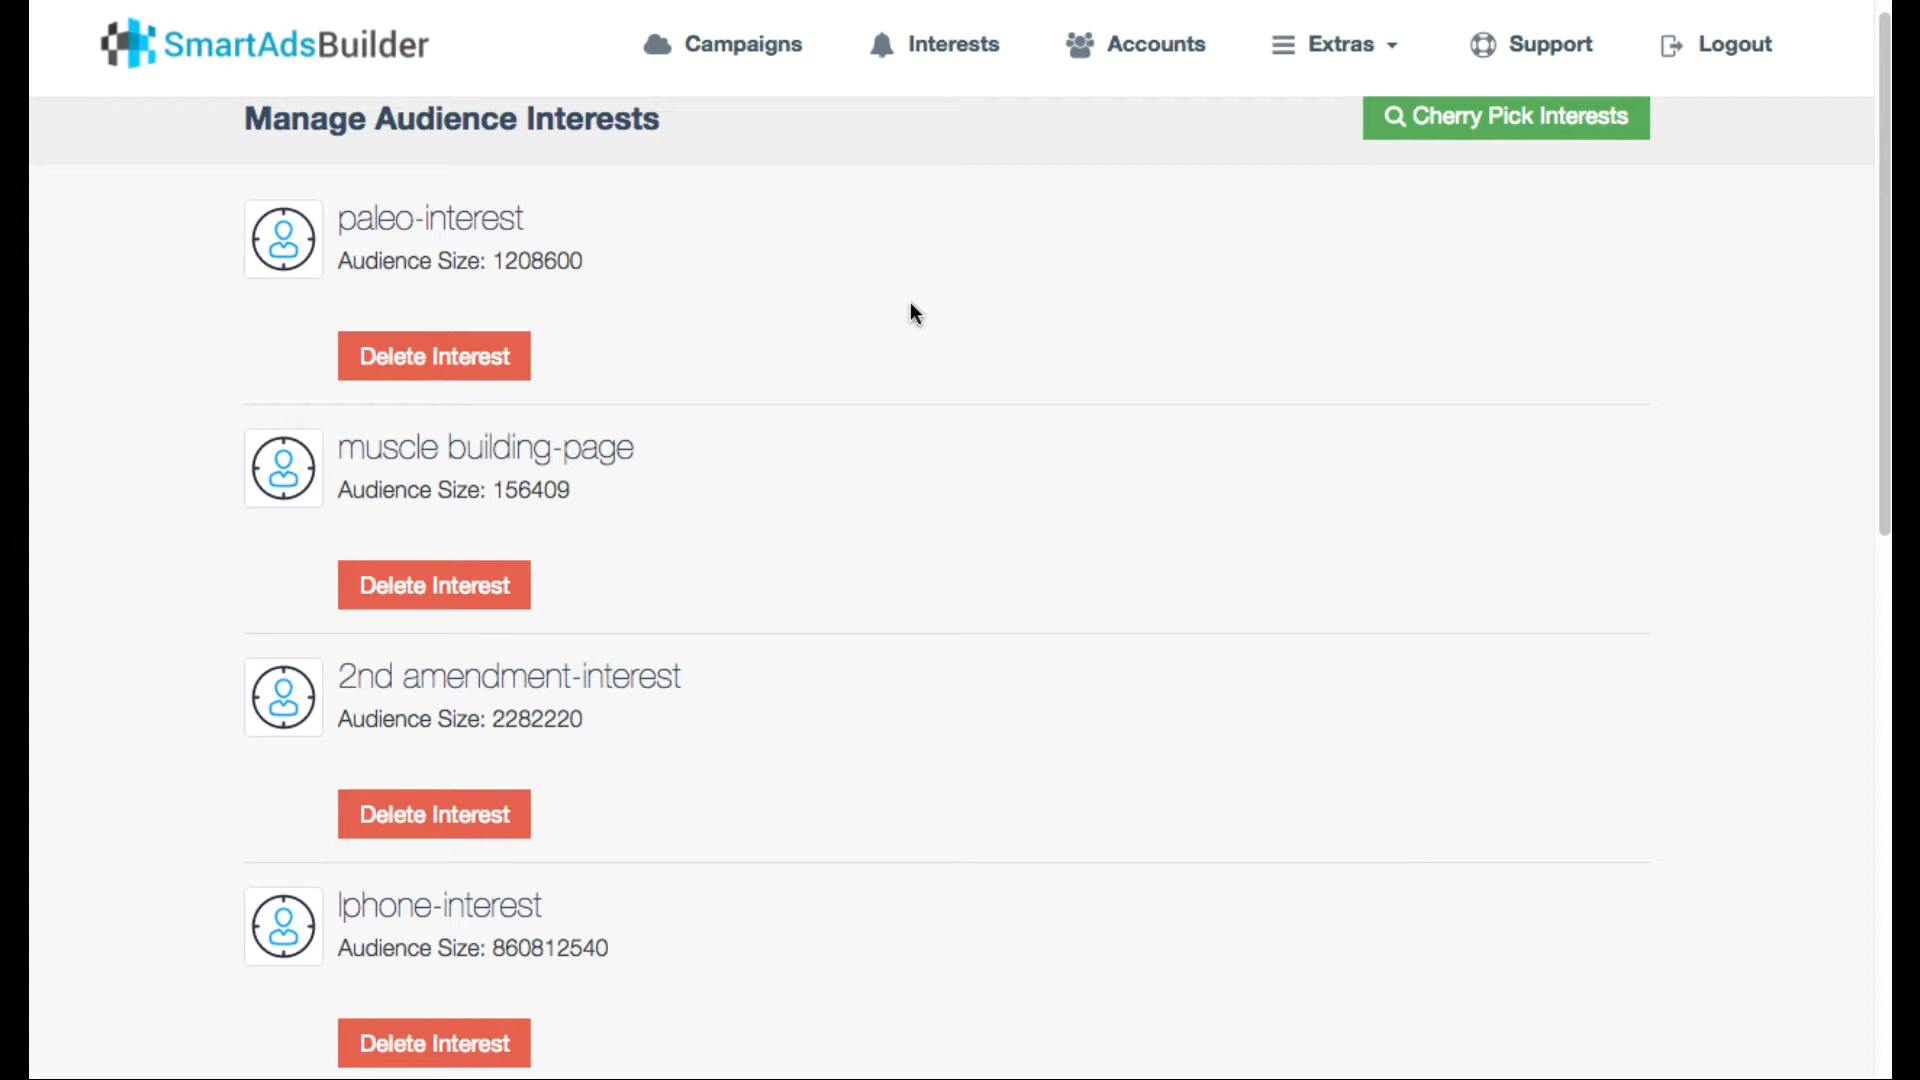 SmartAdsBuilder
Campaigns
Interests
Accounts
Extras
Support
Logout
Manage Audience Interests
Cherry Pick Interests
paleo-interest
Audience Size: 1208600
Delete Interest
muscle building-page
Audience Size: 156409
Delete Interest
2nd amendment-interest
Audience Size: 2282220
Delete Interest
Iphone-interest
Audience Size: 860812540
Delete Interest